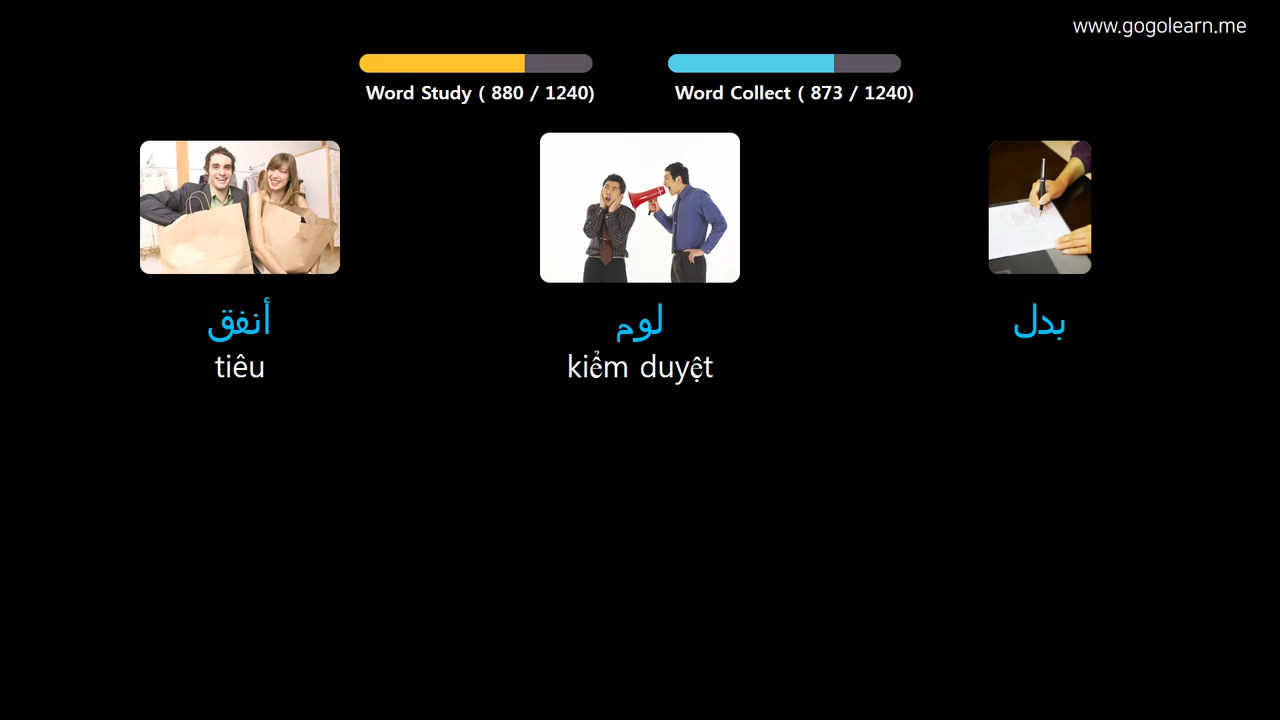 www.gogolearn.me
Word Study ( 880 / 1240)
Word Collect ( 873 / 1240)
أنفق
tiêu
لوم
kiểm duyệt
بدل